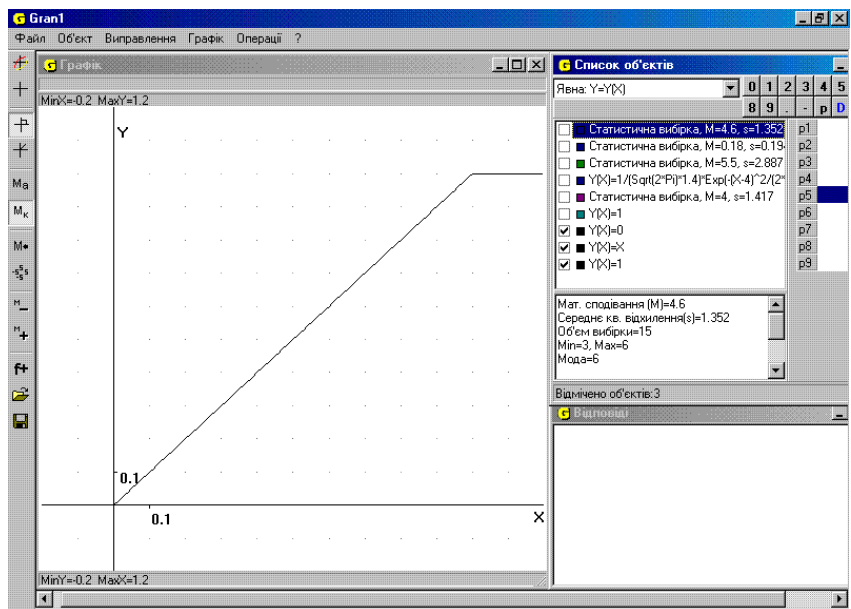 Gran1
Файл Об'єкт Виправлення Графік Операції ?
Графік
MinX=-0.2 MaxY=1.2
Y
0.1
0.1
X
MinY=-0.2 MaxX=1.2
Mа
Mк
M
-s s
M
M
f+
Список об'єктів
Явна: Y=Y(X)
0 1 2 3 4 5
8 9 . - p D
Статистична вибірка, M=4.6, s=1.352
Статистична вибірка, M=0.18, s=0.19
Статистична вибірка, M=5.5, s=2.887
Y(X)=1/(Sqrt(2*Pi)*1.4)*Exp(-(X-4)^2/(2*
Статистична вибірка, M=4, s=1.417
Y(X)=1
Y(X)=0
Y(X)=X
Y(X)=1
p1
p2
p3
p4
p5
p6
p7
p8
p9
Мат. сподівання (M)=4.6
Середнє кв. відхилення(s)=1.352
Об'єм вибірки=15
Min=3, Max=6
Мода=6
Відмічено об'єктів:3
Відповіді